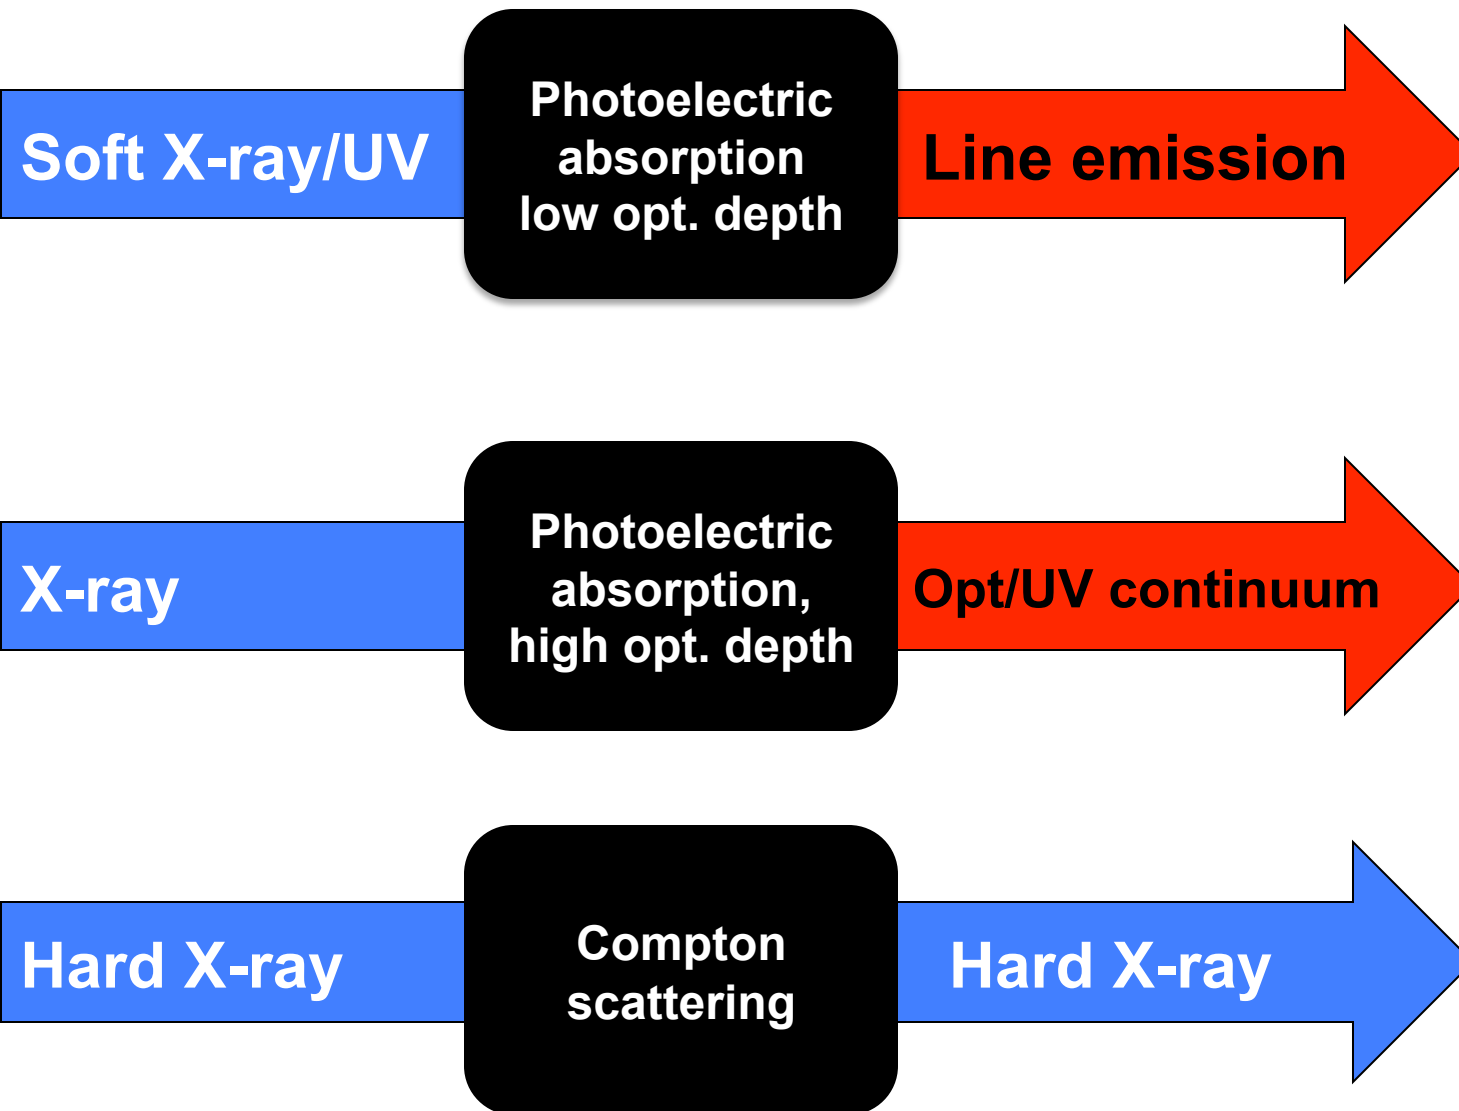 Soft X-ray/UV
Photoelectric
absorption
low opt. depth
Line emission
X-ray
Photoelectric
absorption,
high opt. depth
Opt/UV continuum
Hard X-ray
Compton
scattering
Hard X-ray